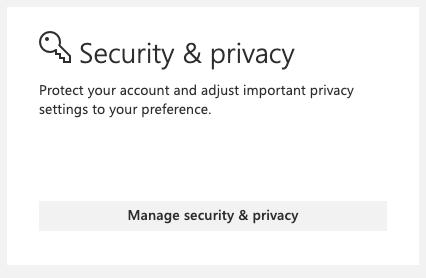 Security & privacy
Protect your account and adjust important privacy
settings to your preference.
Manage security & privacy